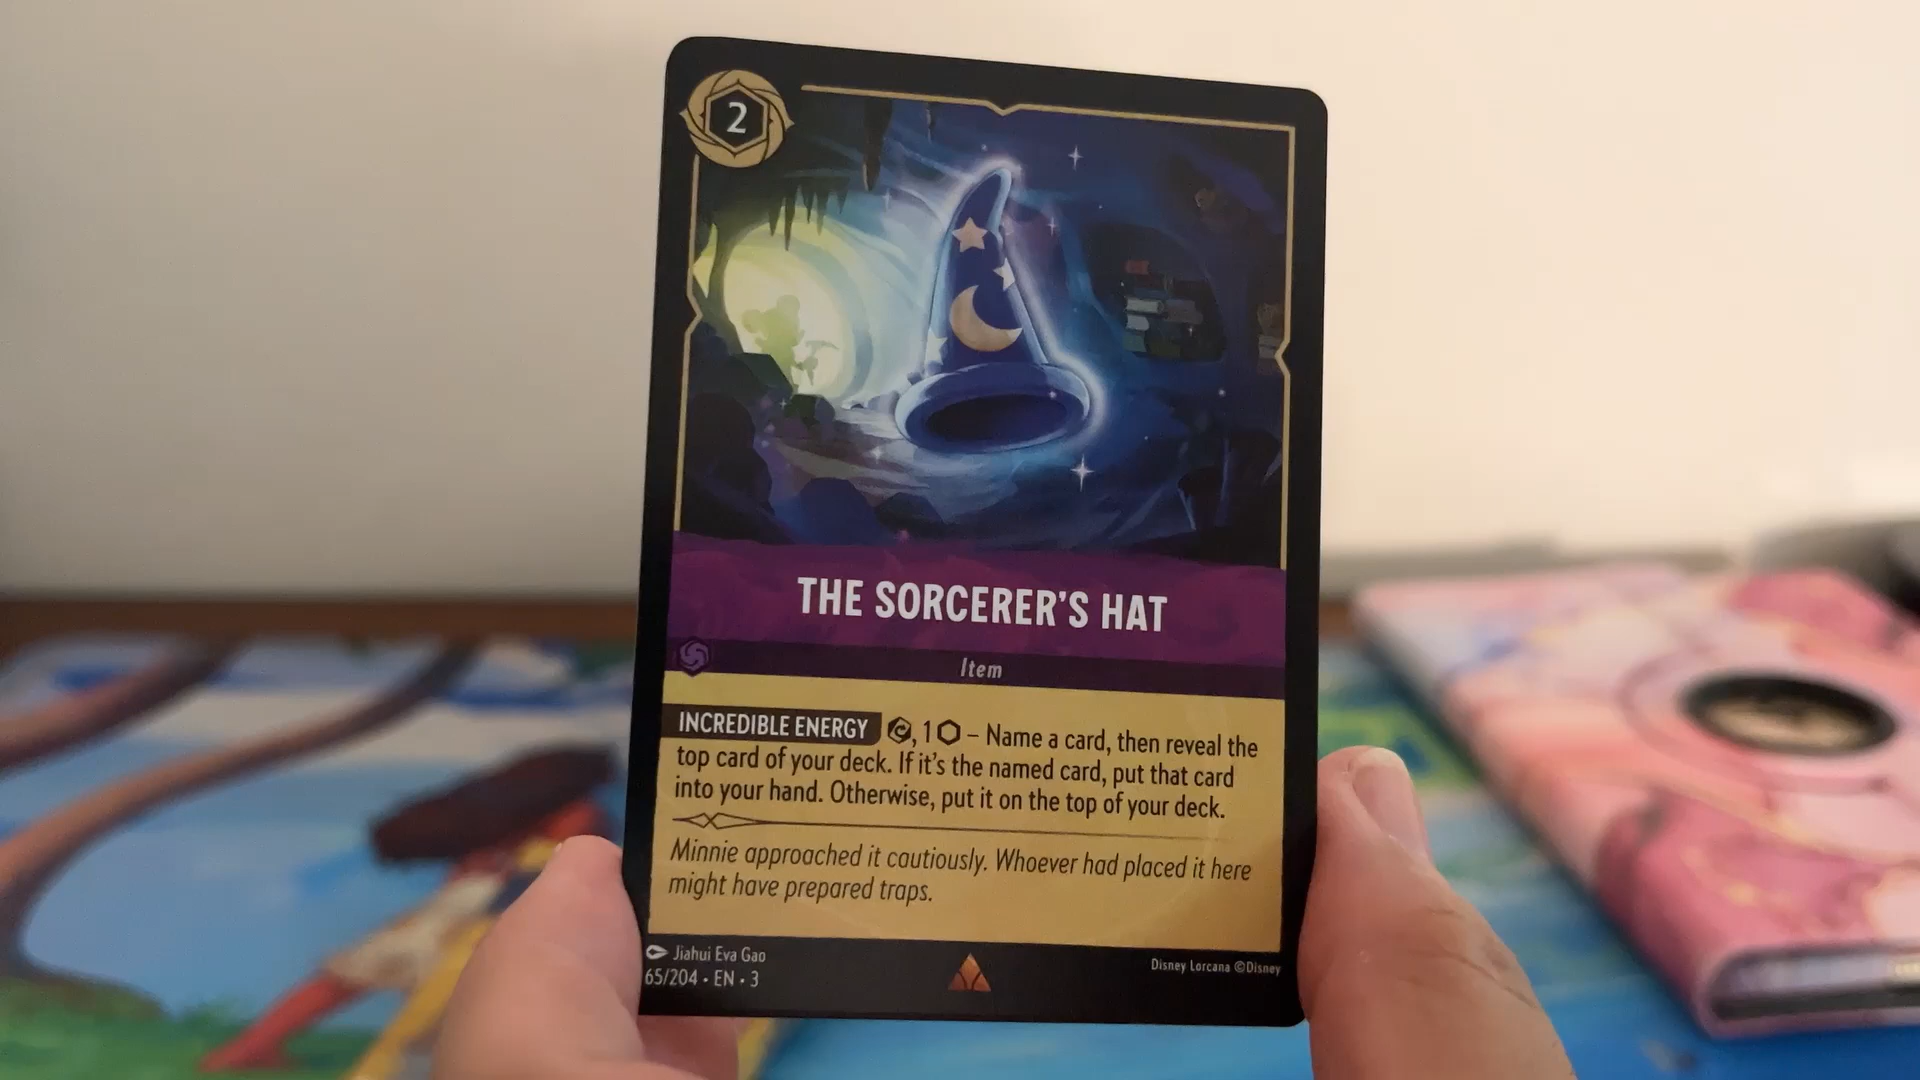 2
THE SORCERER'S HAT
Item
INCREDIBLE ENERGY , 1 – Name a card, then reveal the
top card of your deck. If it's the named card, put that card
into your hand. Otherwise, put it on the top of your deck.
Minnie approached it cautiously. Whoever had placed it here
might have prepared traps.
Jiahui Eva Gao
65/204 • EN • 3
Disney Lorcana ©Disney